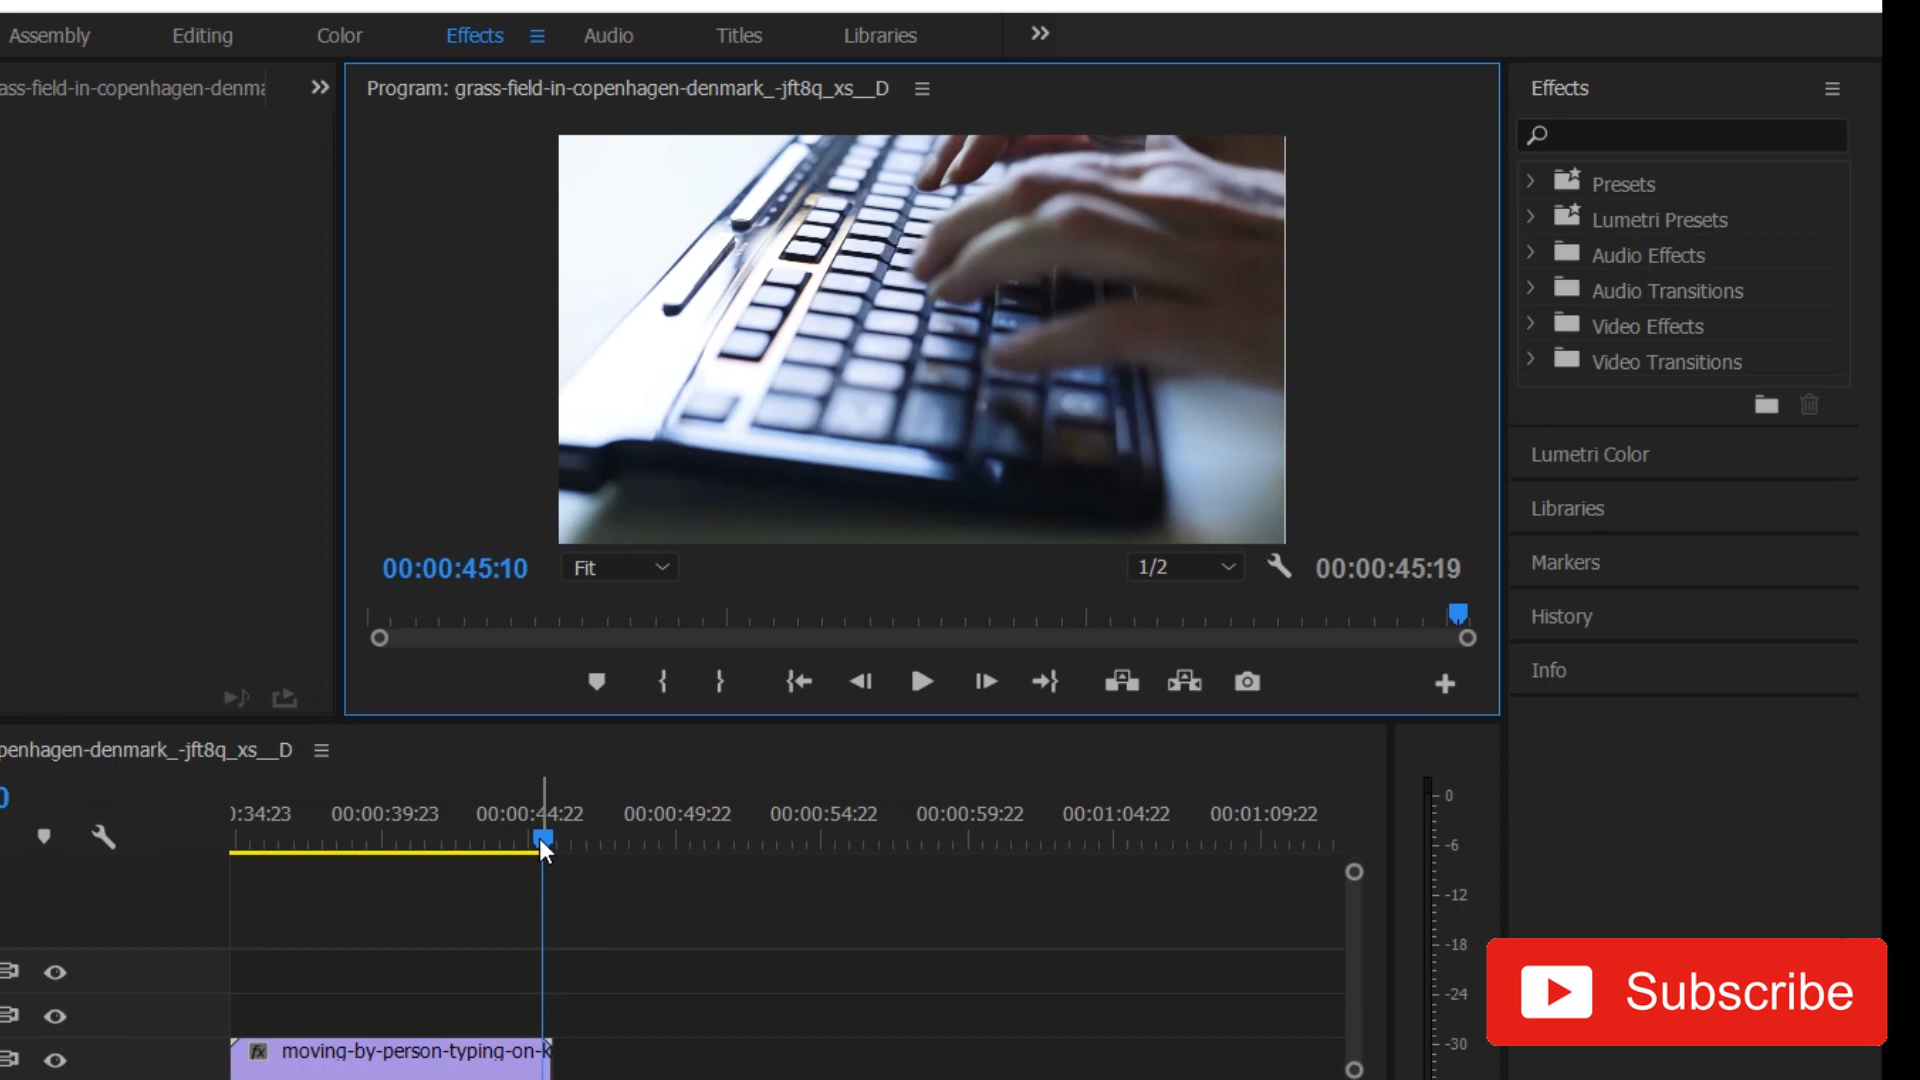 Assembly
Editing
Color
Effects
Audio
Titles
Libraries
ass-field-in-copenhagen-denma
Program: grass-field-in-copenhagen-denmark_-jft8q_xs__D
Effects
Presets
Lumetri Presets
Audio Effects
Audio Transitions
Video Effects
Video Transitions
00:00:45:10
Fit
1/2
00:00:45:19
Lumetri Color
Libraries
Markers
History
Info
penhagen-denmark_-jft8q_xs__D
0
):34:23
00:00:39:23
00:00:44:22
00:00:49:22
00:00:54:22
00:00:59:22
00:01:04:22
00:01:09:22
0
-6
-12
-18
-24
-30
fx moving-by-person-typing-on-k
Subscribe